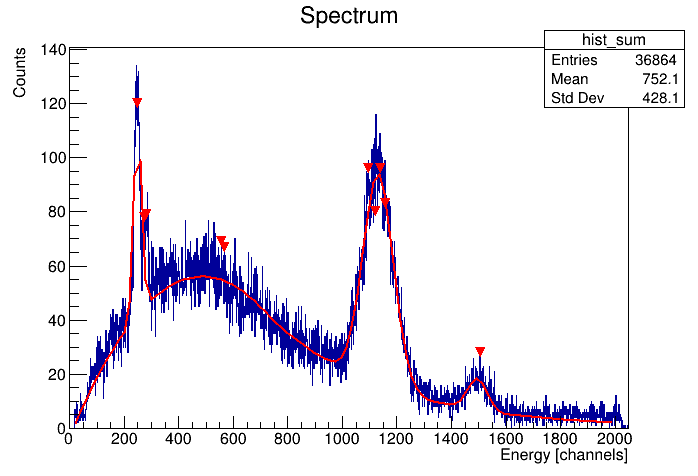 Spectrum
hist_sum
Entries 36864
Mean 752.1
Std Dev 428.1
Counts
140
120
100
80
60
40
20
0
0 200 400 600 800 1000 1200 1400 1600 1800 2000
Energy [channels]